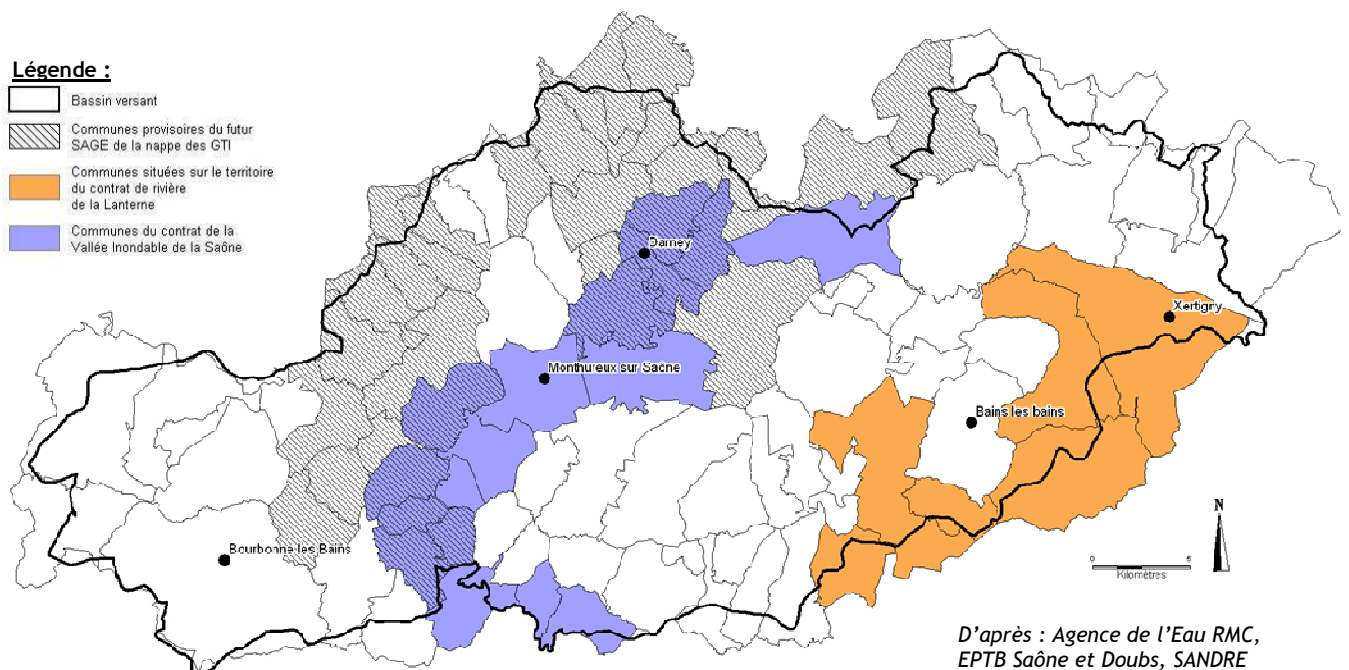 Légende :
Bassin versant
Communes provisoires du futur
SAGE de la nappe des GTI
Communes situées sur le territoire
du contrat de rivière
de la Lanterne
Communes du contrat de la
Vallée Inondable de la Saône
Darney
Xertigny
Monthureux sur Saône
Bains les bains
Bourbonne les Bains
N
0
6
Kilomètres
D'après : Agence de l'Eau RMC,
EPTB Saône et Doubs, SANDRE